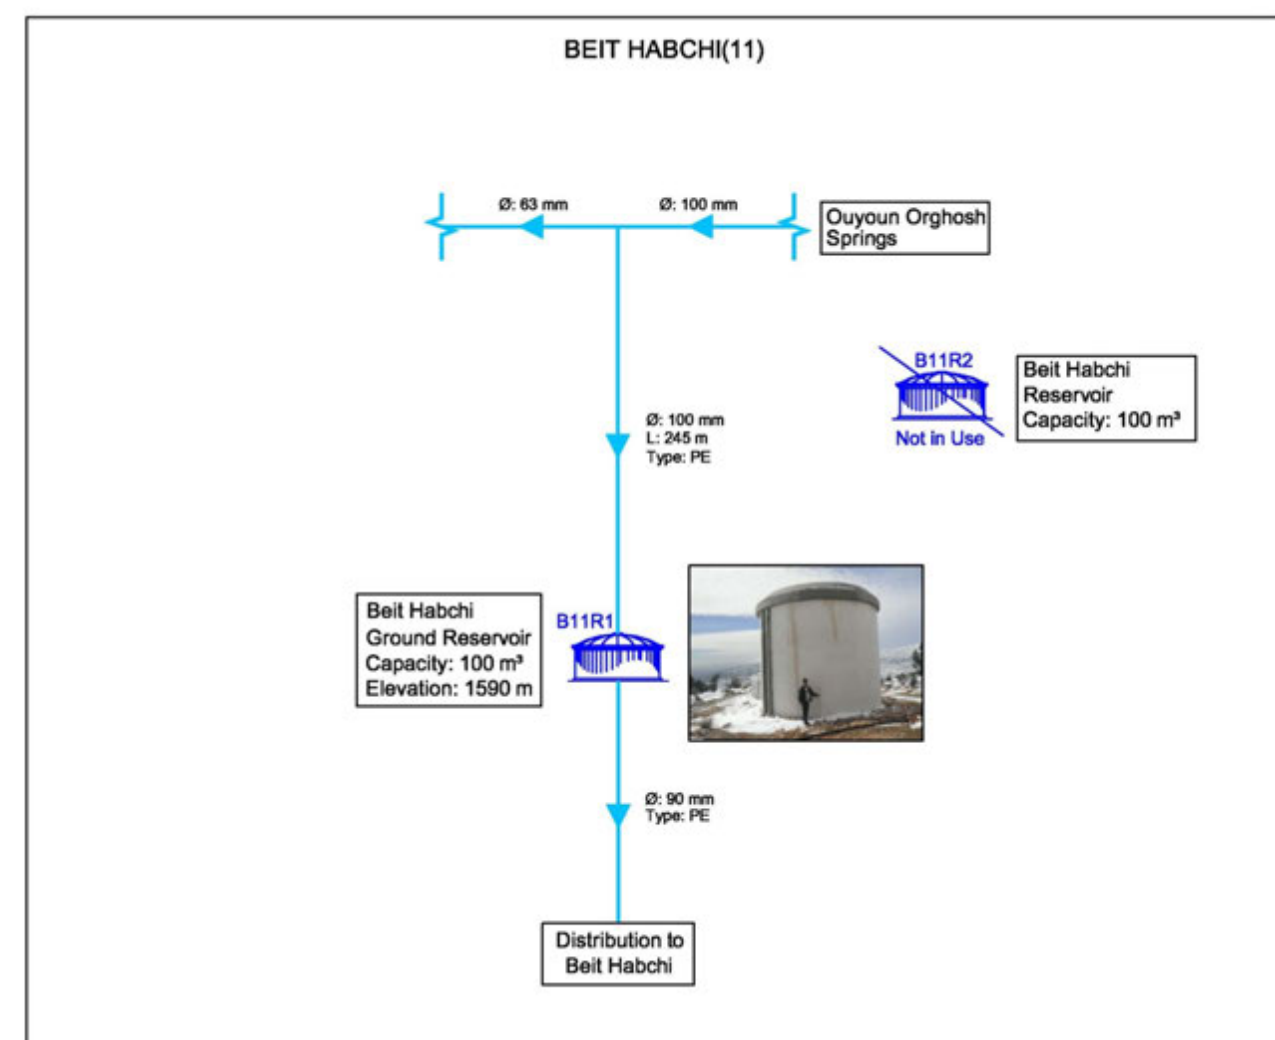 BEIT HABCHI(11)
Ø: 63 mm
Ø: 100 mm
Ouyoun Orghosh
Springs
B11R2
Not in Use
Beit Habchi
Reservoir
Capacity: 100 m³
Ø: 100 mm
L: 245 m
Type: PE
Beit Habchi
Ground Reservoir
Capacity: 100 m³
Elevation: 1590 m
B11R1
Ø: 90 mm
Type: PE
Distribution to
Beit Habchi